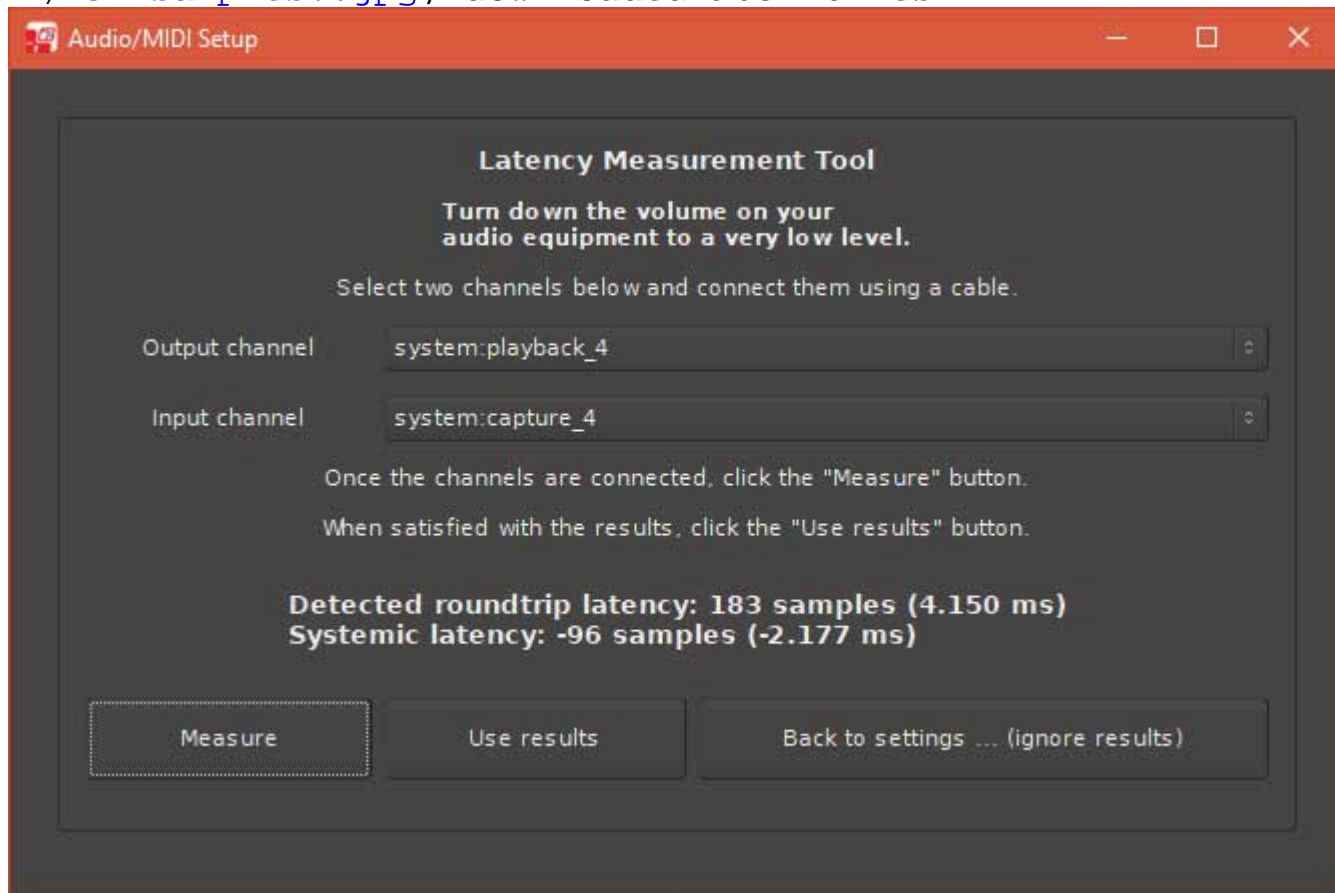 Audio/MIDI Setup
Latency Measurement Tool
Turn down the volume on your
audio equipment to a very low level.
Select two channels below and connect them using a cable.
Output channel system:playback_4
Input channel system:capture_4
Once the channels are connected, click the "Measure" button.
When satisfied with the results, click the "Use results" button.
Detected roundtrip latency: 183 samples (4.150 ms)
Systemic latency: -96 samples (-2.177 ms)
Measure Use results Back to settings ... (ignore results)